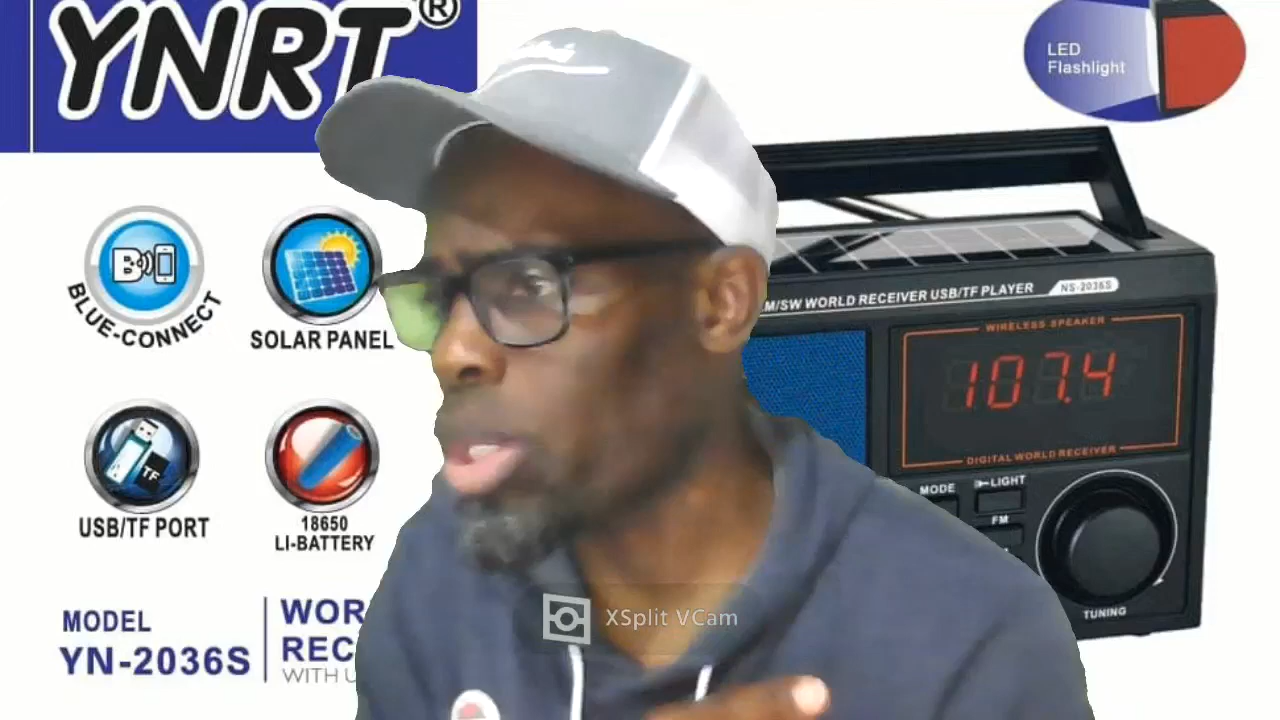 YNRT®
LED
Flashlight
BLUE-CONNECT
SOLAR PANEL
M/SW WORLD RECEIVER USB/TF PLAYER
NS-2036S
WIRELESS SPEAKER
107.4
DIGITAL WORLD RECEIVER
B
TF
USB/TF PORT
18650
LI-BATTERY
MODE
LIGHT
FM
TUNING
MODEL
YN-2036S
WOR
REC
WITH U
XSplit VCam